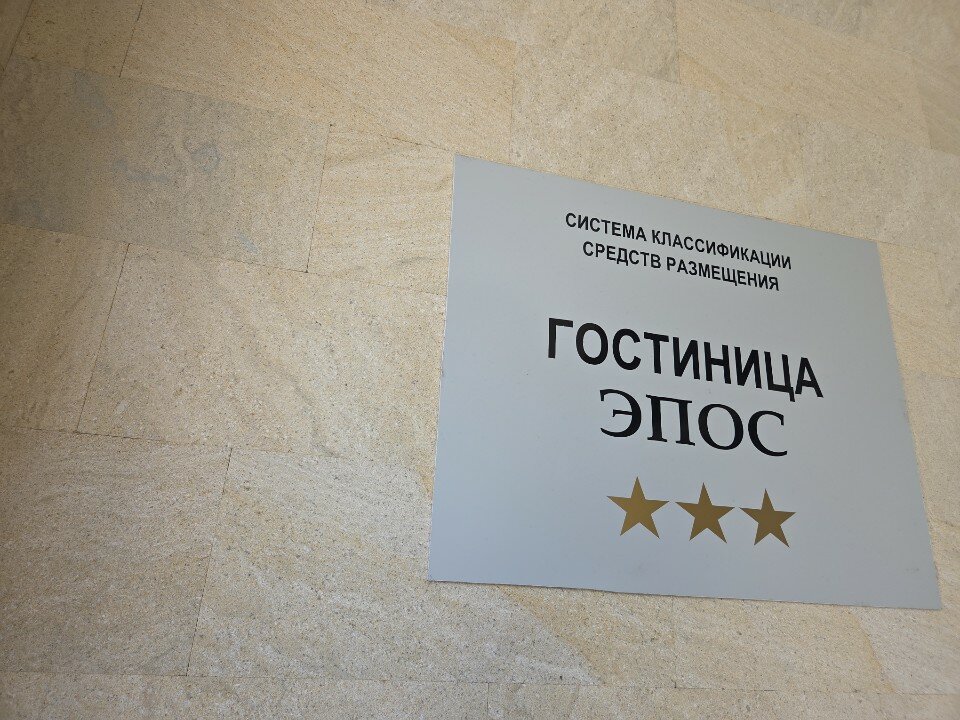 СИСТЕМА КЛАССИФИКАЦИИ
СРЕДСТВ РАЗМЕЩЕНИЯ
ГОСТИНИЦА
ЭПОС